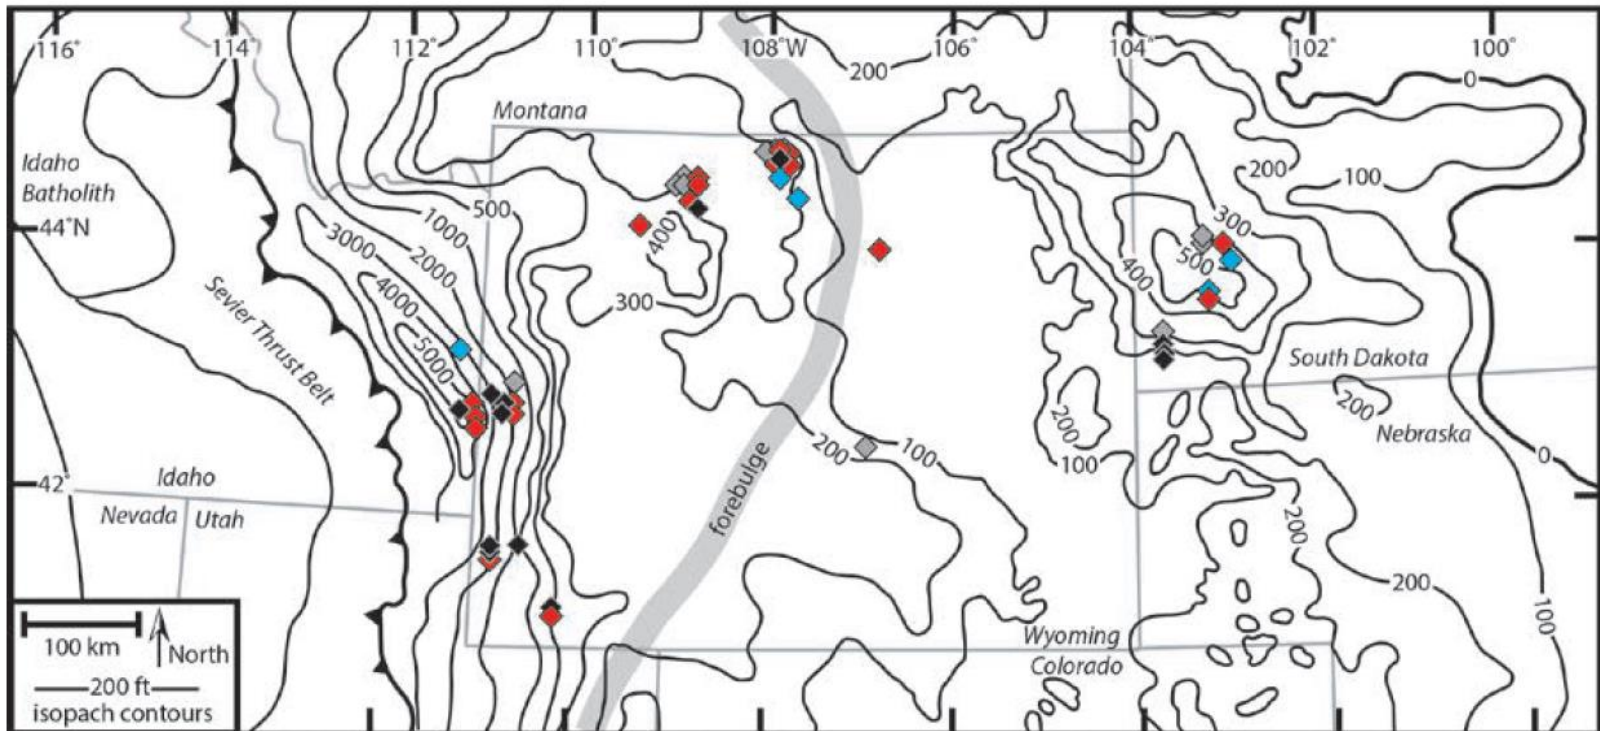 116°
114°
112°
110°
108°W
106°
104°
102°
100°
200
0
Montana
Idaho
Batholith
200
100
500
1000
300
44°N
3000
2000
400
500
400
4000
Sevier Thrust Belt
300
5000
South Dakota
200
200
Nebraska
200
100
100
0
forebulge
42°
Idaho
Nevada
Utah
200
200
100
Wyoming
Colorado
100 km
North
200 ft
isopach contours